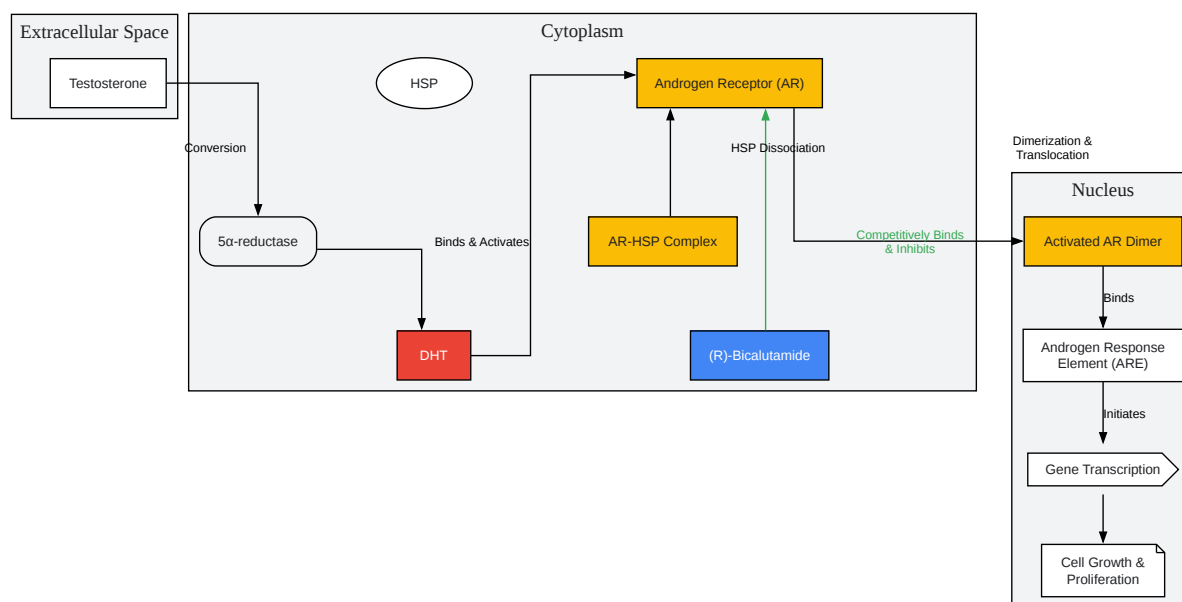 Extracellular Space
Cytoplasm
Testosterone
HSP
Androgen Receptor (AR)
Conversion
HSP Dissociation
Dimerization &
Translocation
Nucleus
5α-reductase
Binds & Activates
AR-HSP Complex
Competitively Binds
& Inhibits
Activated AR Dimer
Binds
DHT
(R)-Bicalutamide
Androgen Response
Element (ARE)
Initiates
Gene Transcription
Cell Growth &
Proliferation